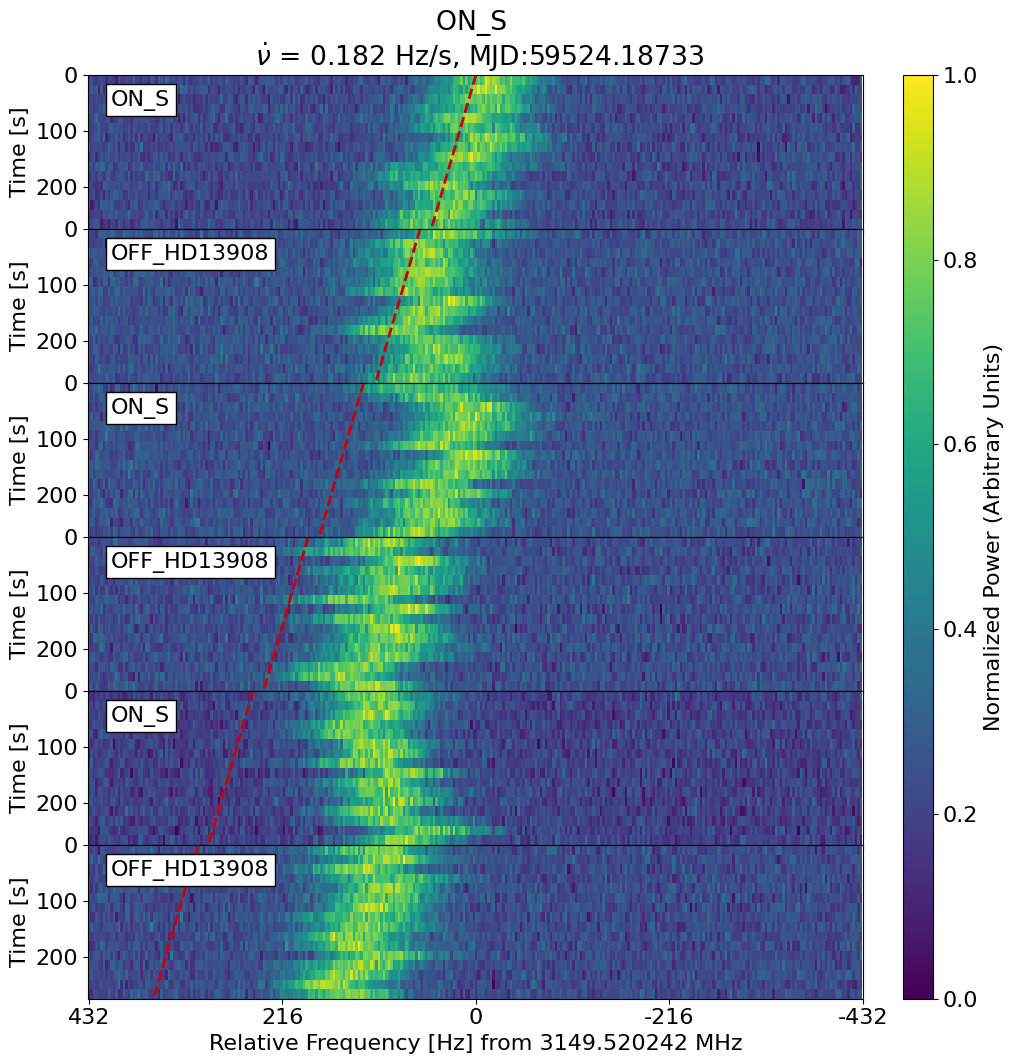 ON_S
ν̇ = 0.182 Hz/s, MJD:59524.18733
0
100
200
Time [s]
ON_S
0
100
200
Time [s]
OFF_HD13908
0
100
200
Time [s]
ON_S
0
100
200
Time [s]
OFF_HD13908
0
100
200
Time [s]
ON_S
0
100
200
Time [s]
OFF_HD13908
432 216 0 -216 -432
Relative Frequency [Hz] from 3149.520242 MHz
1.0
0.8
0.6
0.4
0.2
0.0
Normalized Power (Arbitrary Units)